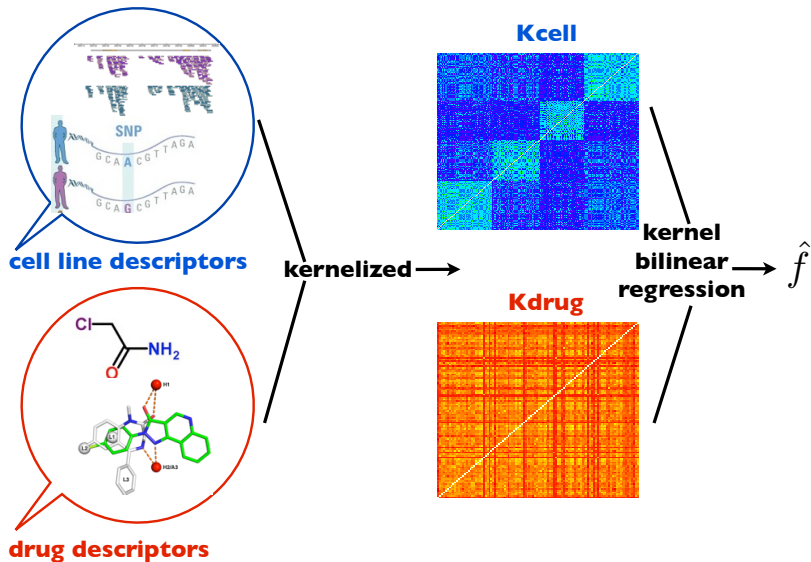 SNP
GCAACGTTAGA
GCAGCGTTAGA
cell line descriptors
Cl
NH2
O
H1
L1
L2
L3
H2/A3
drug descriptors
kernelized
Kcell
Kdrug
kernel
bilinear
regression
f̂